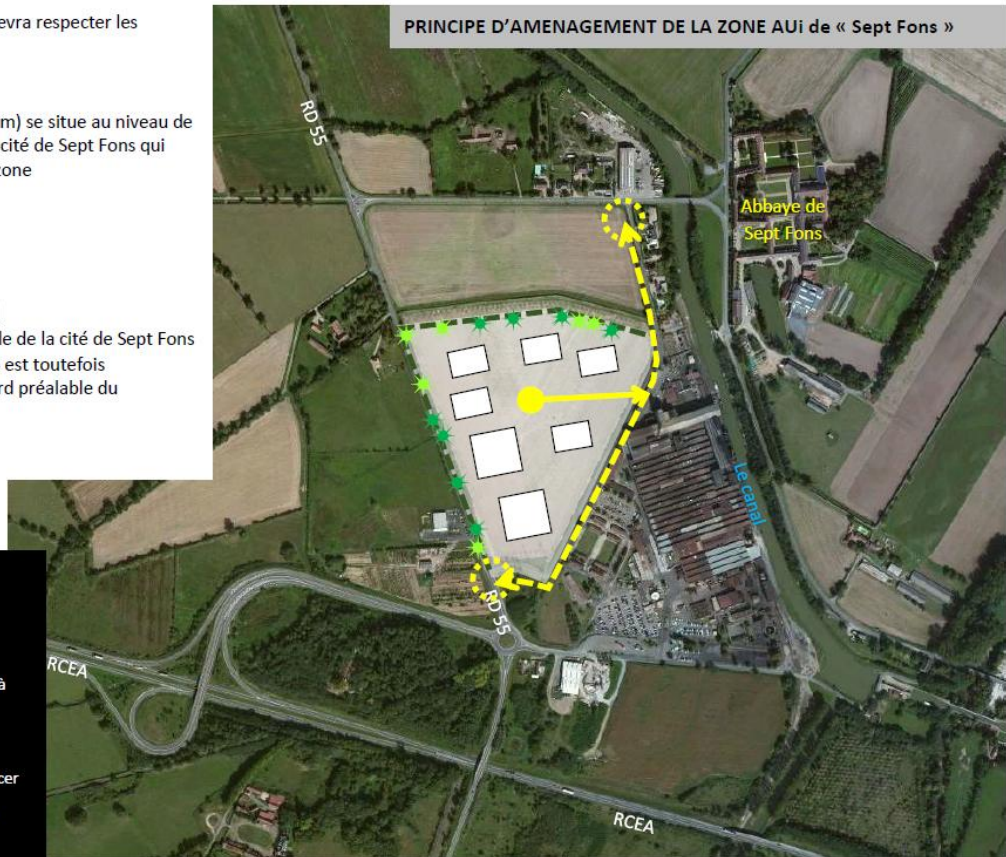 evra respecter les
PRINCIPE D'AMENAGEMENT DE LA ZONE AUi de « Sept Fons »
m) se situe au niveau de
cité de Sept Fons qui
zone
le de la cité de Sept Fons
est toutefois
rd préalable du
RD 55
Abbaye de
Sept Fons
Le canal
RD 55
RCEA
à
cer
RCEA